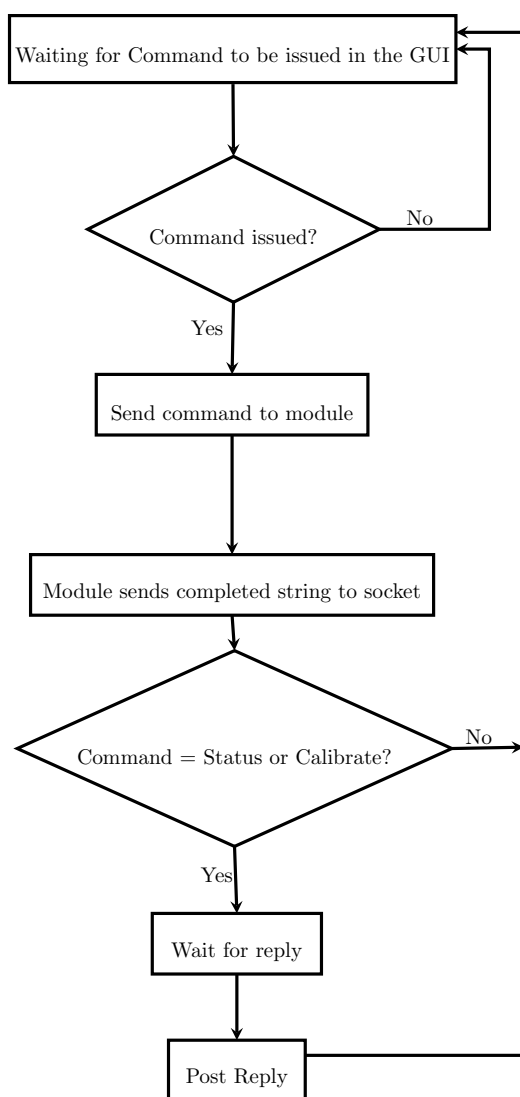 Waiting for Command to be issued in the GUI
Command issued?
No
Yes
Send command to module
Module sends completed string to socket
Command = Status or Calibrate?
No
Yes
Wait for reply
Post Reply